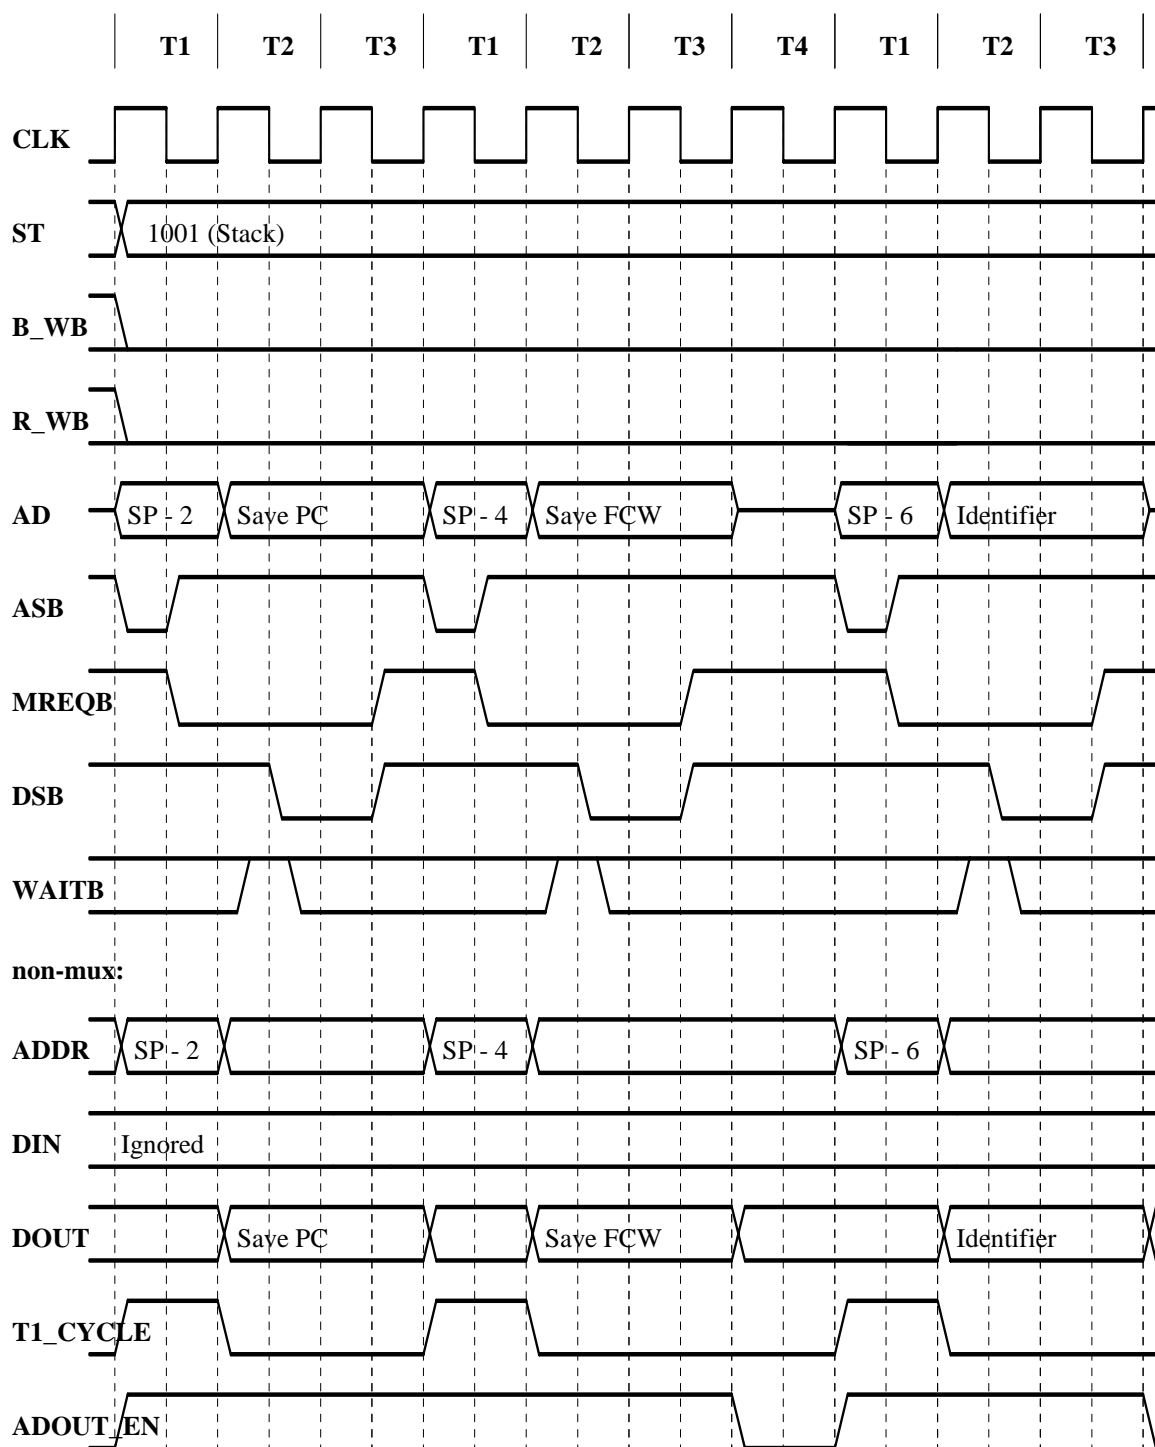 T1 T2 T3 T1 T2 T3 T4 T1 T2 T3
CLK
ST 1001 (Stack)
B_WB
R_WB
AD SP - 2 Save PC SP - 4 Save FCW SP - 6 Identifier
ASB
MREQB
DSB
WAITB
non-mux:
ADDR SP - 2 SP - 4 SP - 6
DIN Ignored
DOUT Save PC Save FCW Identifier
T1_CYCLE
ADOUT_EN